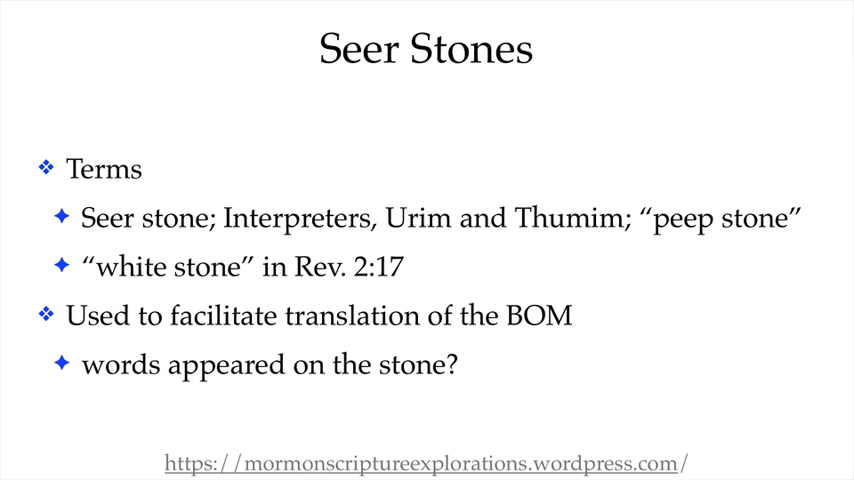 Seer Stones
Terms
Seer stone; Interpreters, Urim and Thumim; “peep stone”
“white stone” in Rev. 2:17
Used to facilitate translation of the BOM
words appeared on the stone?
https://mormonscriptureexplorations.wordpress.com/